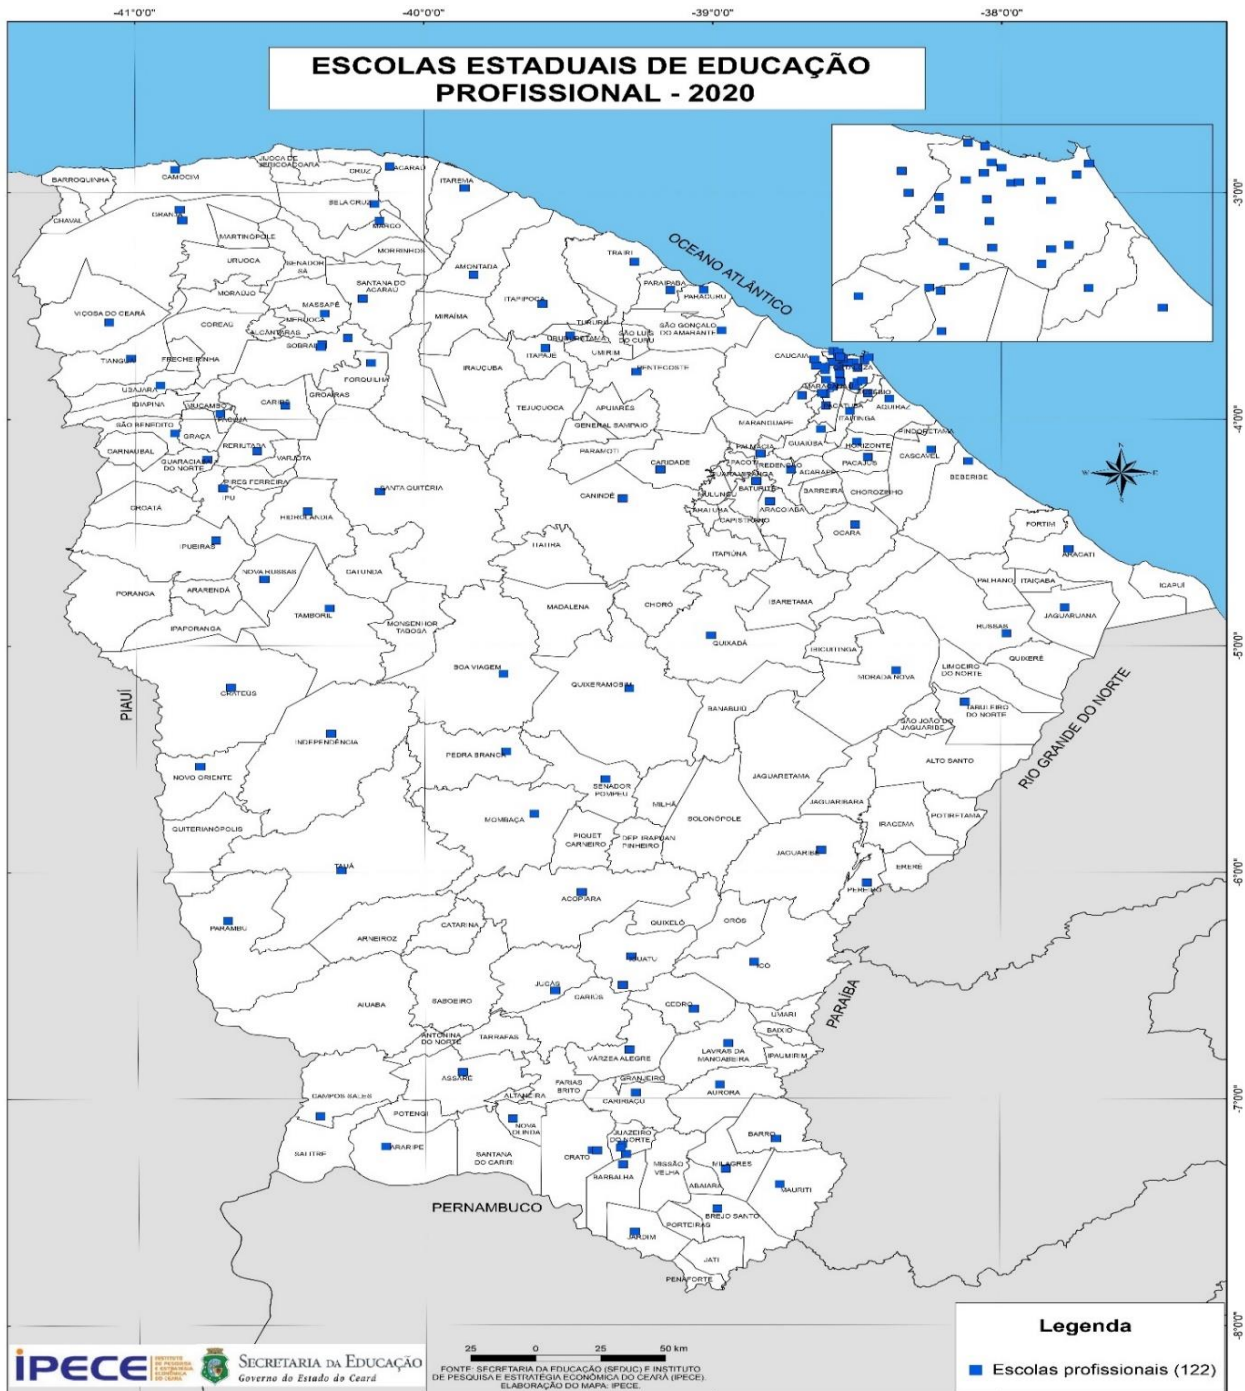 -41°0'0"
-40°0'0"
-39°0'0"
-38°0'0"
ESCOLAS ESTADUAIS DE EDUCAÇÃO
PROFISSIONAL - 2020
JIJOCA DE
JERICOACOARA
CRUZ
ACARAÚ
BARROQUINHA
CAMOCIM
ITAREMA
-3°0'0"
CHAVAL
GRANJA
BELA CRUZ
MARCO
MARTINÓPOLE
MORRINHOS
OCEANO ATLÂNTICO
URUOCA
SENADOR
SÁ
AMONTADA
TRAIRI
MORAÚJO
SANTANA DO
ACARAÚ
ITAPIPOCA
PARAIPABA
PARACURU
VIÇOSA DO CEARÁ
MASSAPÊ
MERUOCA
MIRAÍMA
COREAÚ
ALCÂNTARAS
TURURU
URUBURETAMA
SÃO LUIS
DO CURU
SÃO GONÇALO
DO AMARANTE
SOBRAL
ITAPAJÉ
UMIRIM
CAUCAIA
TIANGUÁ
FRECHEIRINHA
FORQUILHA
IRAUÇUBA
PENTECOSTE
UBAJARA
GROAÍRAS
IBIAPINA
MUCAMBO
CARIRÉ
TEJUÇUOCA
APUIARÉS
AQUIRAZ
PACUJÁ
SÃO BENEDITO
GENERAL SAMPAIO
MARANGUAPE
ITAITINGA
-4°0'0"
GRAÇA
PINDORETAMA
CARNAUBAL
RERIUTABA
VARJOTA
PARAMOTI
GUAIÚBA
HORIZONTE
CASCAVEL
GUARACIABA
DO NORTE
PALMÁCIA
PACAJUS
BEBERIBE
PIRES FERREIRA
IPU
SANTA QUITÉRIA
CARIDADE
PACOTI
REDENÇÃO
ACARAPE
CANINDÉ
MULUNGU
BATURITÉ
BARREIRA
CHOROZINHO
CROATÁ
HIDROLÂNDIA
ARATUBA
ARACOIABA
CAPISTRANO
OCARA
FORTIM
IPUEIRAS
ITATIRA
ITAPIÚNA
ARACATI
NOVA RUSSAS
CATUNDA
PALHANO
ITAIÇABA
ICAPUÍ
PORANGA
ARARENDÁ
IBARETAMA
TAMBORIL
MADALENA
CHORÓ
JAGUARUANA
IPAPORANGA
MONSENHOR
TABOSA
RUSSAS
QUIXADÁ
IBICUITINGA
-5°0'0"
BOA VIAGEM
QUIXERÉ
LIMOEIRO
DO NORTE
MORADA NOVA
CRATEÚS
QUIXERAMOBIM
PIAUÍ
BANABUIÚ
TABULEIRO
DO NORTE
SÃO JOÃO DO
JAGUARIBE
RIO GRANDE DO NORTE
INDEPENDÊNCIA
PEDRA BRANCA
ALTO SANTO
NOVO ORIENTE
SENADOR
POMPEU
JAGUARETAMA
MILHÃ
JAGUARIBARA
SOLONÓPOLE
MOMBAÇA
POTIRETAMA
IRACEMA
QUITERIANÓPOLIS
PIQUET
CARNEIRO
DEP. IRAPUAN
PINHEIRO
JAGUARIBE
TAUÁ
ERERÊ
-6°0'0"
PEREIRO
ACOPIARA
PARAMBU
CATARINA
QUIXELÔ
ORÓS
ARNEIROZ
IGUATU
ICÓ
JUCÁS
CARIÚS
AIUABA
SABOEIRO
CEDRO
PARAÍBA
UMARI
ANTONINA
DO NORTE
TARRAFAS
BAIXIO
VÁRZEA ALEGRE
LAVRAS DA
MANGABEIRA
IPAUMIRIM
ASSARÉ
GRANJEIRO
FARIAS
BRITO
AURORA
CAMPOS SALES
ALTANEIRA
CARIRIAÇU
-7°0'0"
POTENGI
NOVA
OLINDA
JUAZEIRO
DO NORTE
BARRO
SALITRE
ARARIPE
SANTANA
DO CARIRI
CRATO
MISSÃO
VELHA
MILAGRES
BARBALHA
ABAIARA
MAURITI
PERNAMBUCO
BREJO SANTO
PORTEIRAS
JARDIM
JATI
PENAFORTE
-8°0'0"
Legenda
Escolas profissionais (122)
25 0 25 50 km
FONTE: SECRETARIA DA EDUCAÇÃO (SEDUC) E INSTITUTO
DE PESQUISA E ESTRATÉGIA ECONÔMICA DO CEARÁ (IPECE).
ELABORAÇÃO DO MAPA: IPECE.
iPECE
INSTITUTO
DE PESQUISA
E ESTRATÉGIA
ECONÔMICA
DO CEARÁ
SECRETARIA DA EDUCAÇÃO
Governo do Estado do Ceará